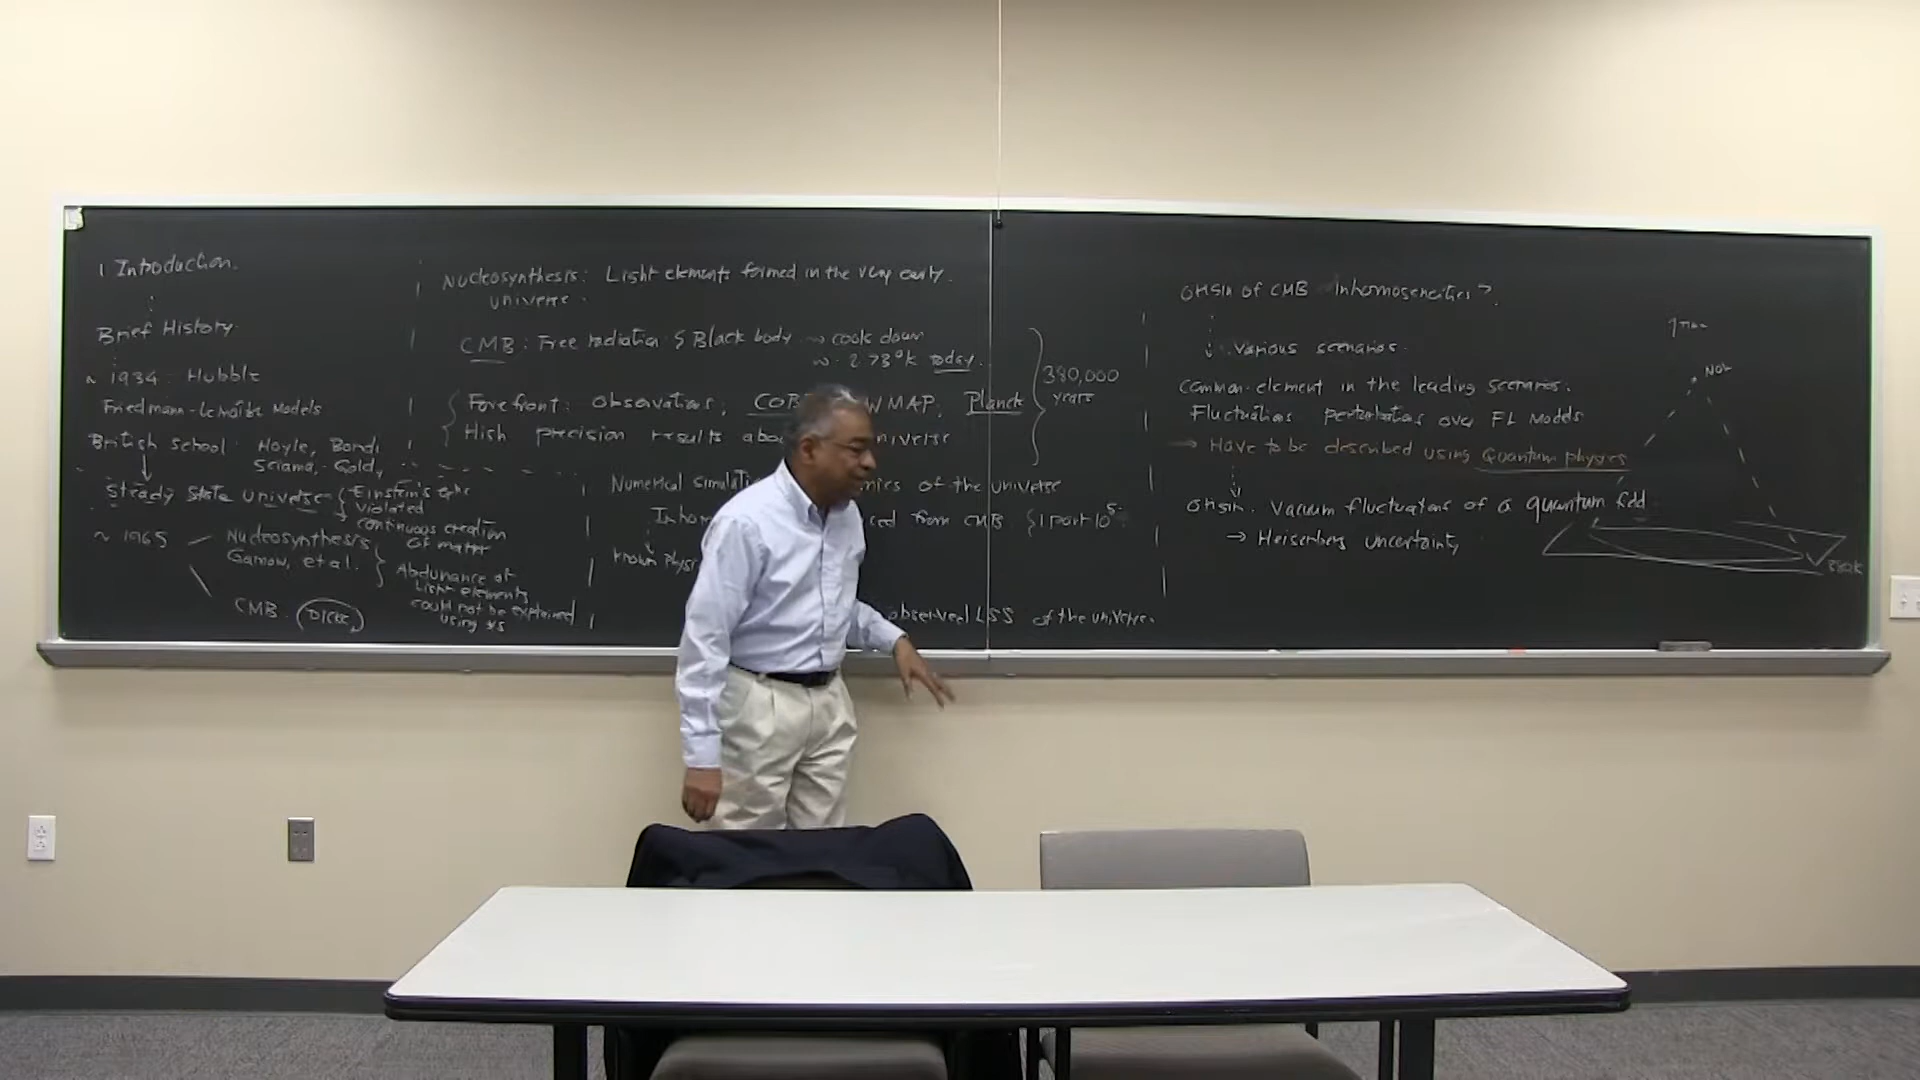 1 Introduction.
Brief History
~ 1934: Hubble
Friedmann-Lemaître Models
British School: Hoyle, Bondi
Sciama, Gold,
Steady State Universe { Einstein's eqns
violated
continuous creation
of matter
~ 1965 Nucleosynthesis
Gamow, et al.
Abdunance of
Light elements
could not be explained
using
CMB. Dicke,
Nucleosynthesis: Light elements formed in the very early
universe.
CMB: Free radiation & Black body → cools down
~ 2.73°K today.
Forefront: observations; WMAP, Planck
High precision results
380,000
years
of the universe
from CMB { 1 part 10^5
known
observed LSS of the universe.
Origin of CMB Inhomogeneities?
↓ Various scenarios.
Common element in the leading scenarios:
Fluctuations perturbations over FL Models
→ Have to be described using Quantum physics
Origin: Vacuum fluctuations of a quantum field
→ Heisenberg uncertainty
↑ Time
Now
380K